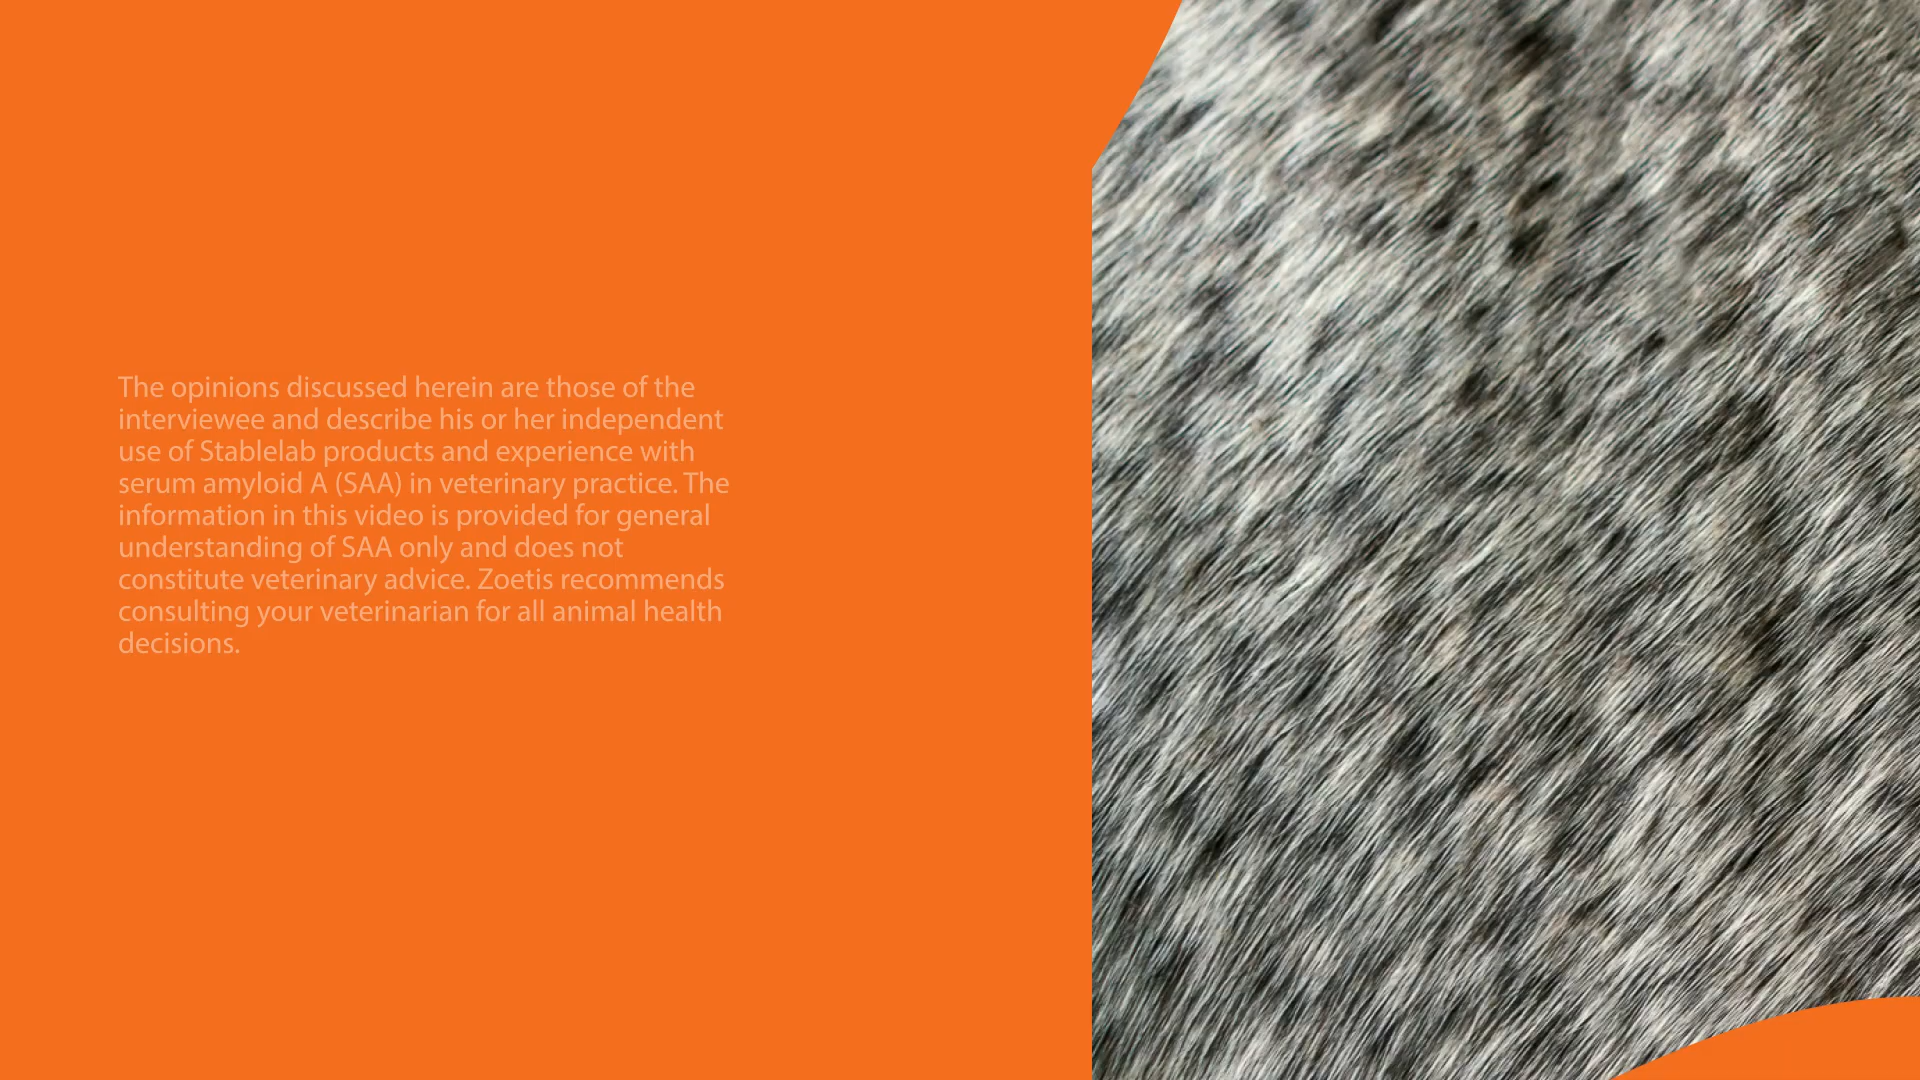 The opinions discussed herein are those of the
interviewee and describe his or her independent
use of Stablelab products and experience with
serum amyloid A (SAA) in veterinary practice. The
information in this video is provided for general
understanding of SAA only and does not
constitute veterinary advice. Zoetis recommends
consulting your veterinarian for all animal health
decisions.